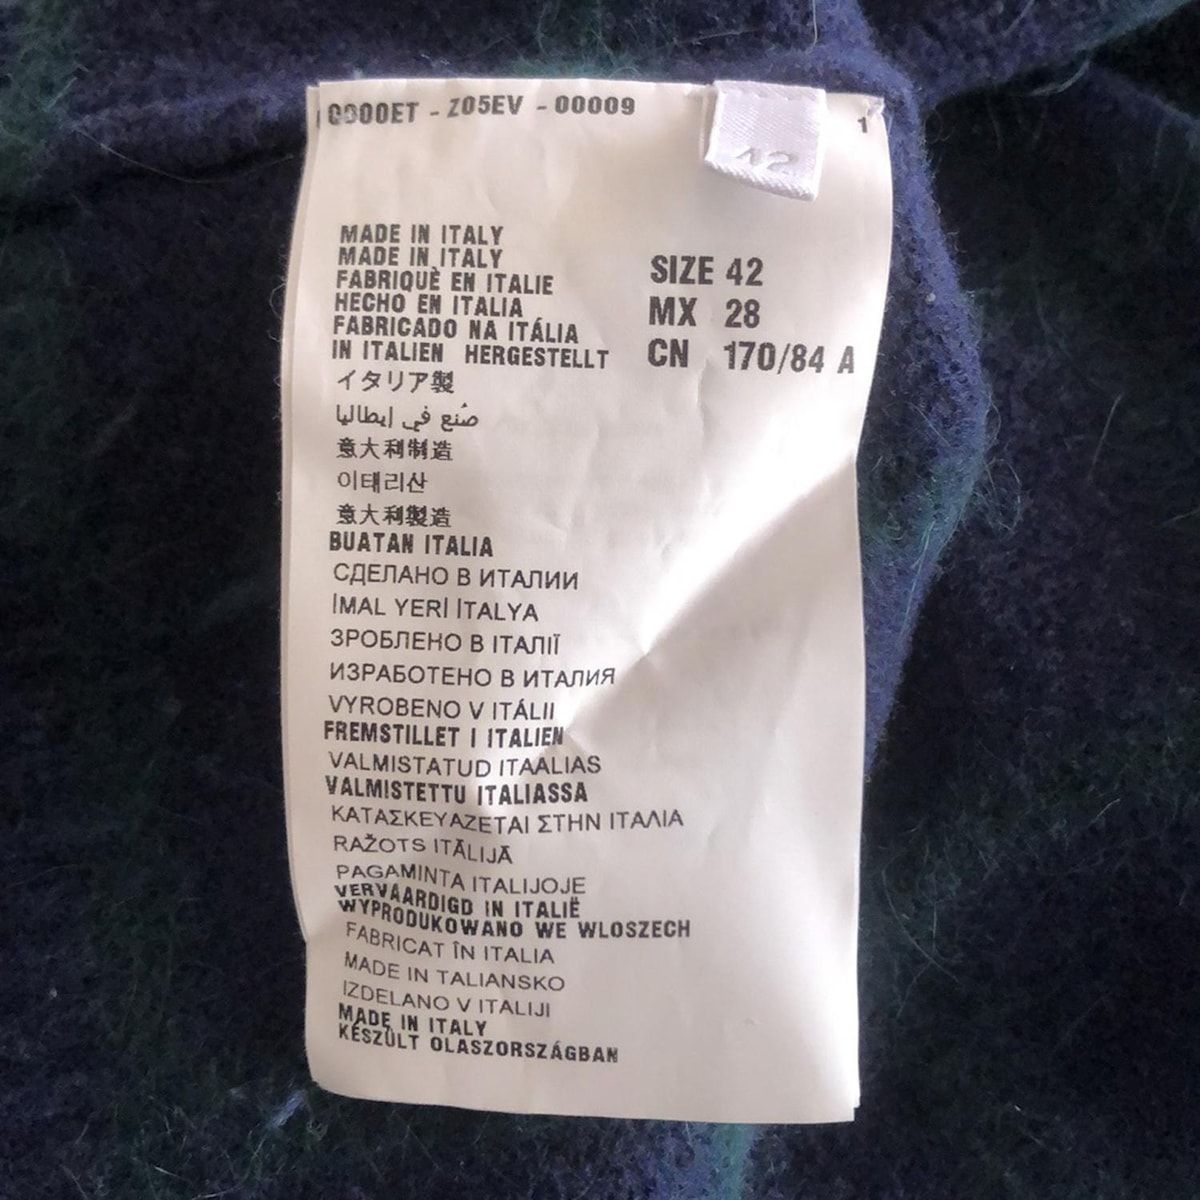 0000ET - Z05EV - 00009
42
1
MADE IN ITALY
MADE IN ITALY
FABRIQUÈ EN ITALIE
HECHO EN ITALIA
FABRICADO NA ITÁLIA
IN ITALIEN HERGESTELLT
SIZE 42
MX 28
CN 170/84 A
イタリア製
صُنع في إيطاليا
意大利制造
이태리산
意大利製造
BUATAN ITALIA
СДЕЛАНО В ИТАЛИИ
İMAL YERİ İTALYA
ЗРОБЛЕНО В ІТАЛІЇ
ИЗРАБОТЕНО В ИТАЛИЯ
VYROBENO V ITÁLII
FREMSTILLET I ITALIEN
VALMISTATUD ITAALIAS
VALMISTETTU ITALIASSA
ΚΑΤΑΣΚΕΥΑΖΕΤΑΙ ΣΤΗΝ ΙΤΑΛΙΑ
RAŽOTS ITĀLIJĀ
PAGAMINTA ITALIJOJE
VERVAARDIGD IN ITALIË
WYPRODUKOWANO WE WLOSZECH
FABRICAT ÎN ITALIA
MADE IN TALIANSKO
IZDELANO V ITALIJI
MADE IN ITALY
KÉSZÜLT OLASZORSZÁGBAN